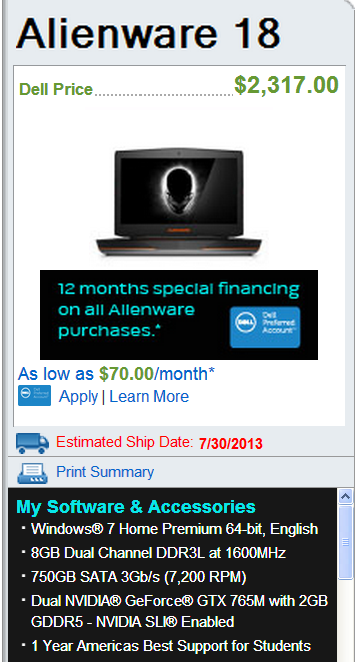 Alienware 18
Dell Price $2,317.00
12 months special financing
on all Alienware
purchases.*
DELL
Dell
Preferred
Account™
As low as $70.00/month*
Apply | Learn More
Estimated Ship Date: 7/30/2013
Print Summary
My Software & Accessories
· Windows® 7 Home Premium 64-bit, English
· 8GB Dual Channel DDR3L at 1600MHz
· 750GB SATA 3Gb/s (7,200 RPM)
· Dual NVIDIA® GeForce® GTX 765M with 2GB
GDDR5 - NVIDIA SLI® Enabled
· 1 Year Americas Best Support for Students